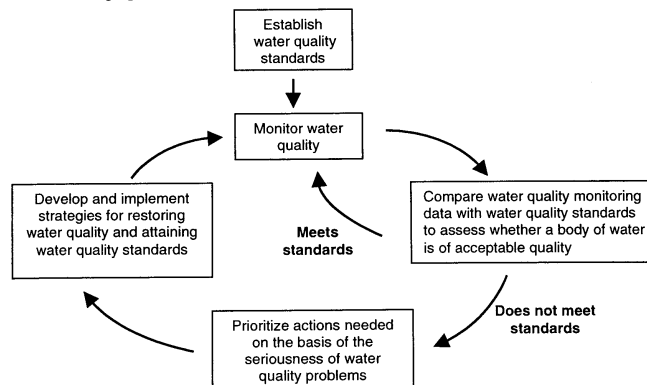 Establish
water quality
standards
Monitor water
quality
Develop and implement
strategies for restoring
water quality and attaining
water quality standards
Meets
standards
Compare water quality monitoring
data with water quality standards
to assess whether a body of water
is of acceptable quality
Does not meet
standards
Prioritize actions needed
on the basis of the
seriousness of water
quality problems